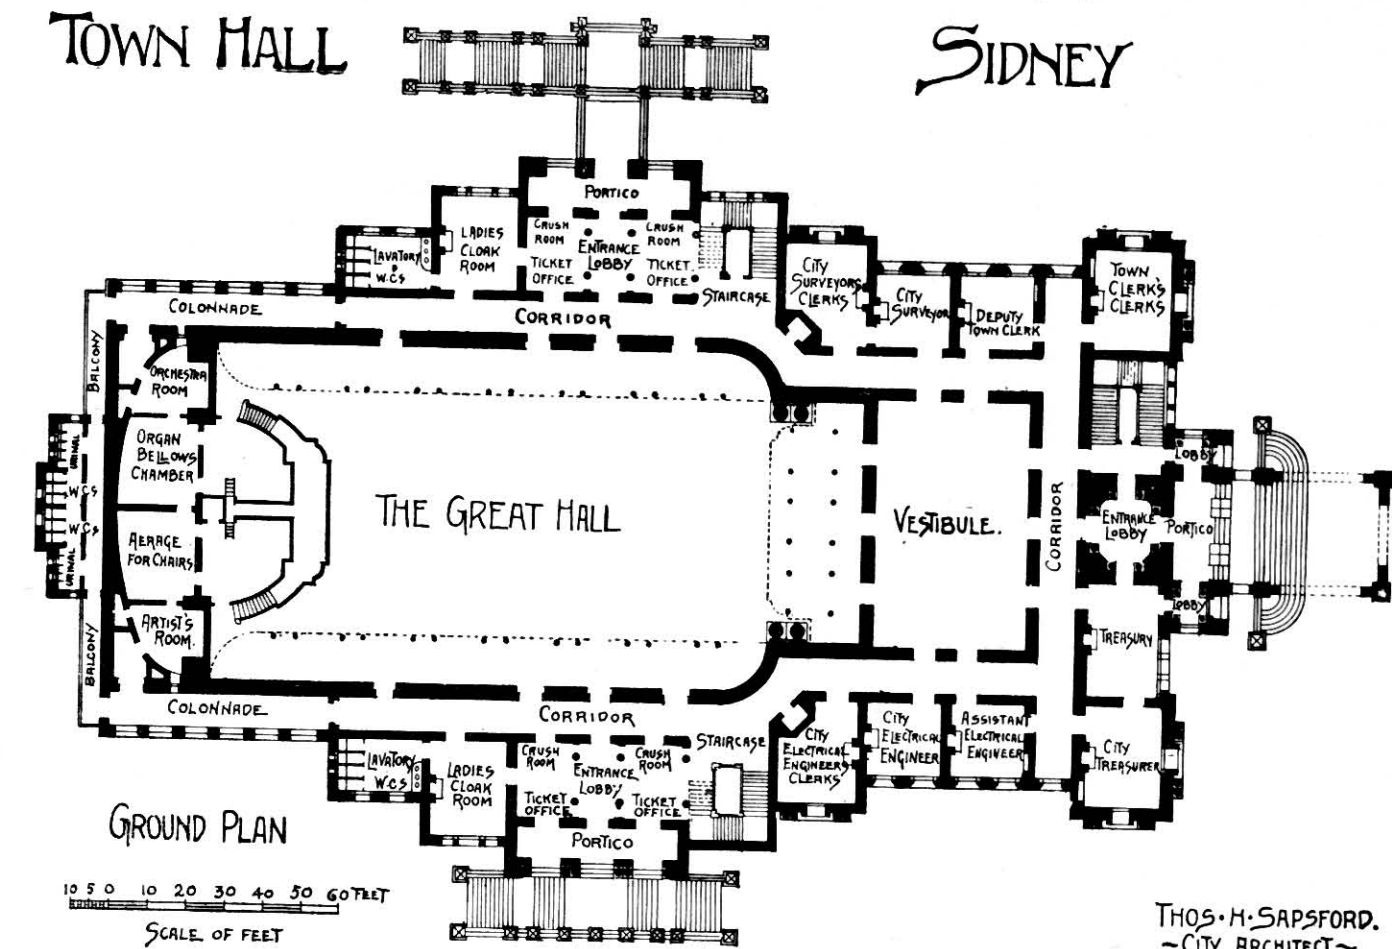 TOWN HALL
SIDNEY
PORTICO
CRUSH
ROOM
CRUSH
ROOM
ENTRANCE
LOBBY
TICKET
OFFICE
TICKET
OFFICE
LADIES
CLOAK
ROOM
LAVATORY
&
W.C.S
STAIRCASE
CITY
SURVEYORS
CLERKS
CITY
SURVEYOR
DEPUTY
TOWN CLERK
TOWN
CLERK'S
CLERKS
COLONNADE
CORRIDOR
BALCONY
ORCHESTRA
ROOM
ORGAN
BELLOWS
CHAMBER
URINAL
W.C.S
W.C.S
URINAL
AERAGE
FOR CHAIRS
ARTIST'S
ROOM.
BALCONY
THE GREAT HALL
VESTIBULE.
CORRIDOR
LOBBY
ENTRANCE
LOBBY
PORTICO
LOBBY
TREASURY
COLONNADE
CORRIDOR
STAIRCASE
LAVATORY
W.C.S
LADIES
CLOAK
ROOM
CRUSH
ROOM
CRUSH
ROOM
ENTRANCE
LOBBY
TICKET
OFFICE
TICKET
OFFICE
PORTICO
CITY
ELECTRICAL
ENGINEERS
CLERKS
CITY
ELECTRICAL
ENGINEER
ASSISTANT
ELECTRICAL
ENGINEER
CITY
TREASURER
GROUND PLAN
10 5 0 10 20 30 40 50 60 FEET
SCALE OF FEET
THOS. H. SAPSFORD.
~CITY ARCHITECT~